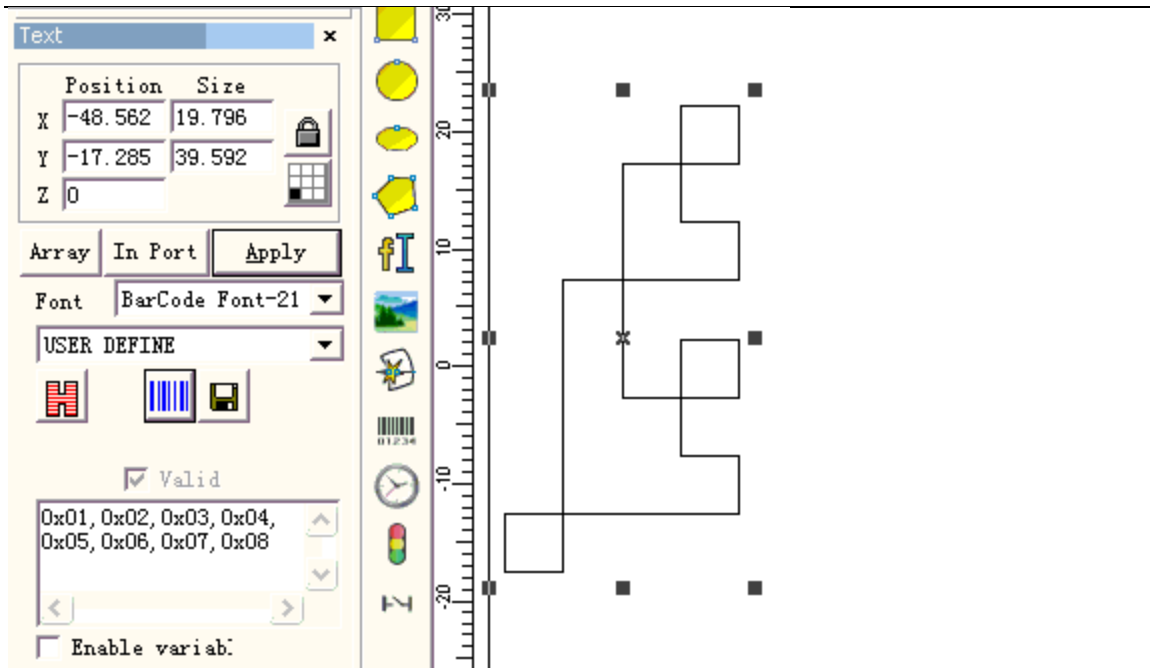 Text
Position Size
X -48.562 19.796
Y -17.285 39.592
Z 0
Array In Port Apply
Font BarCode Font-21
USER DEFINE
H
Valid
0x01, 0x02, 0x03, 0x04,
0x05, 0x06, 0x07, 0x08
Enable variab
30
20
10
0
-10
-20
f
01234